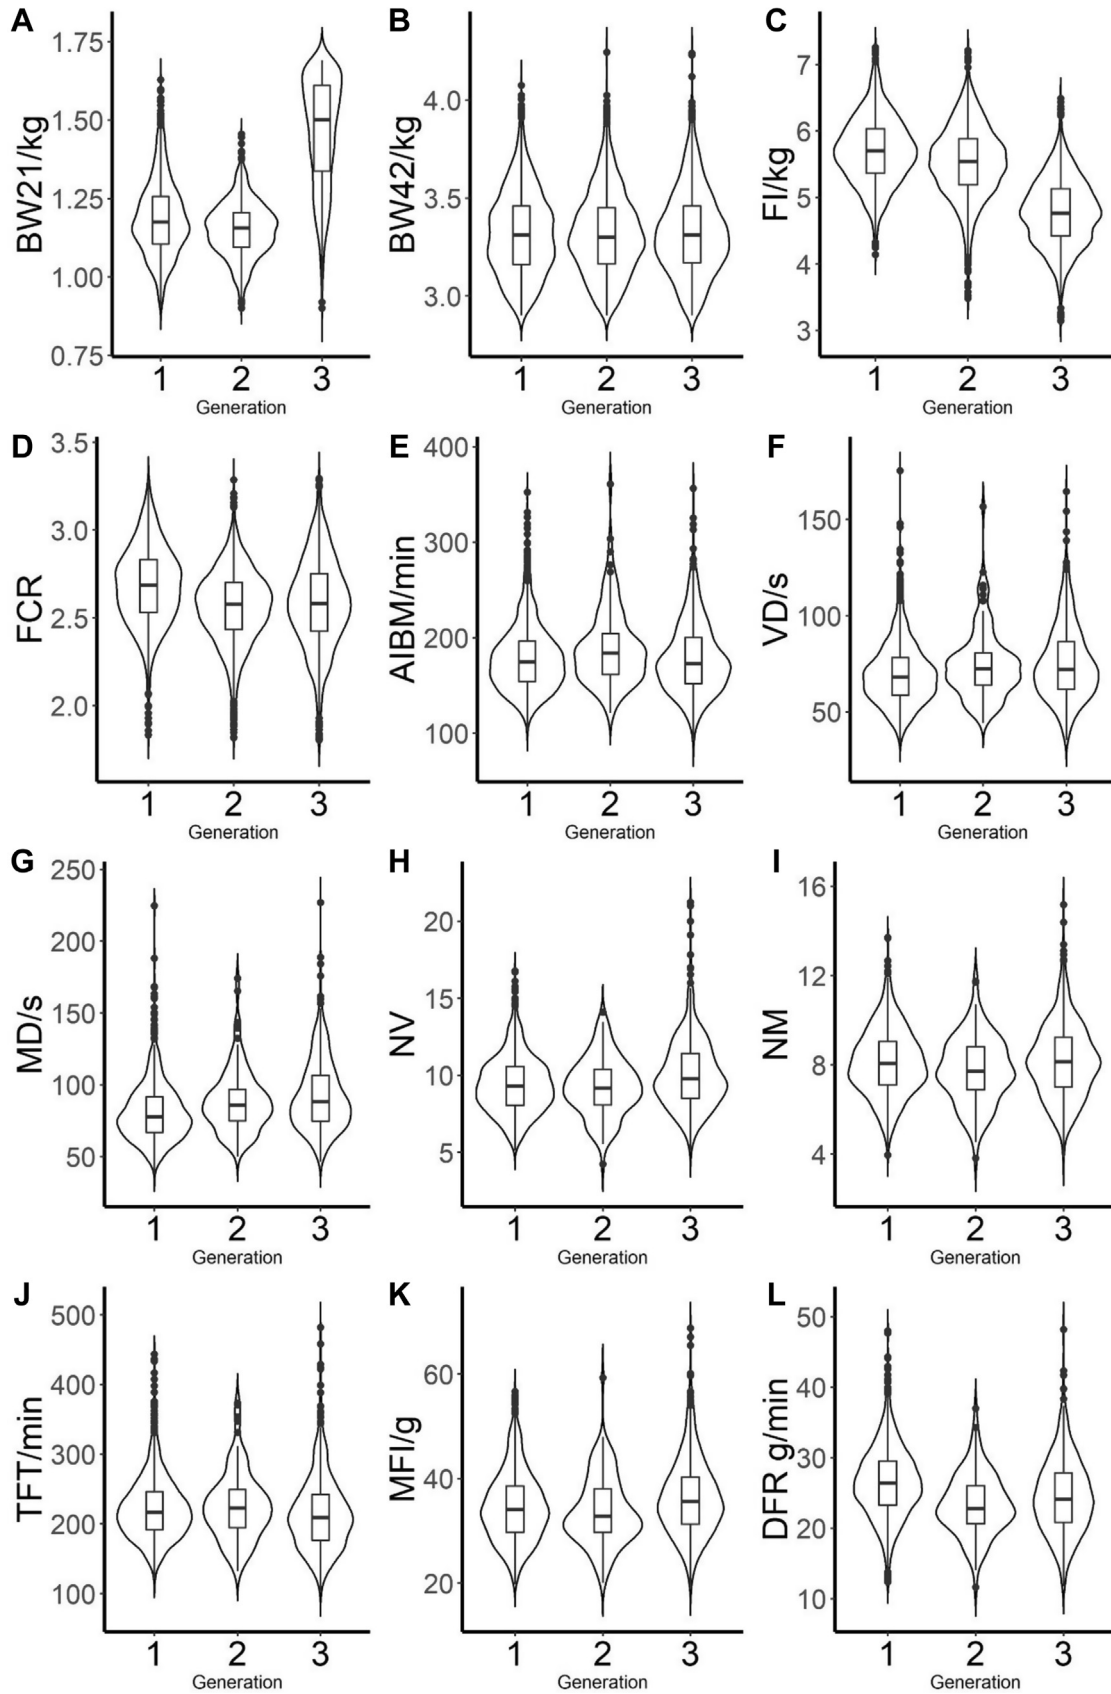 A
BW21/kg
1.75
1.50
1.25
1.00
0.75
1 2 3
Generation
B
BW42/kg
4.0
3.5
3.0
1 2 3
Generation
C
FI/kg
7
6
5
4
3
1 2 3
Generation
D
FCR
3.5
3.0
2.5
2.0
1 2 3
Generation
E
AIBM/min
400
300
200
100
1 2 3
Generation
F
VD/s
150
100
50
1 2 3
Generation
G
MD/s
250
200
150
100
50
1 2 3
Generation
H
NV
20
15
10
5
1 2 3
Generation
I
NM
16
12
8
4
1 2 3
Generation
J
TFT/min
500
400
300
200
100
1 2 3
Generation
K
MFI/g
60
40
20
1 2 3
Generation
L
DFR g/min
50
40
30
20
10
1 2 3
Generation